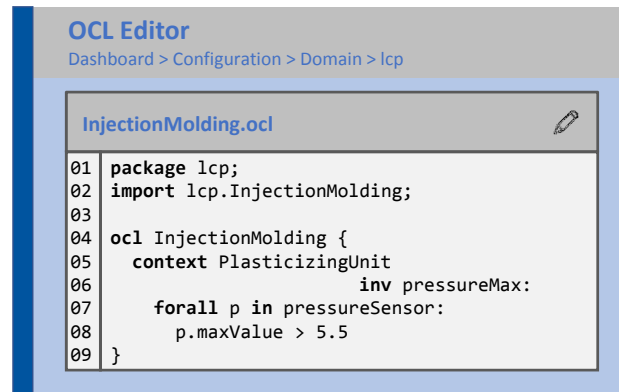 OCL Editor
Dashboard > Configuration > Domain > lcp
InjectionMolding.ocl
01 package lcp;
02 import lcp.InjectionMolding;
03
04 ocl InjectionMolding {
05   context PlasticizingUnit
06                       inv pressureMax:
07     forall p in pressureSensor:
08       p.maxValue > 5.5
09 }